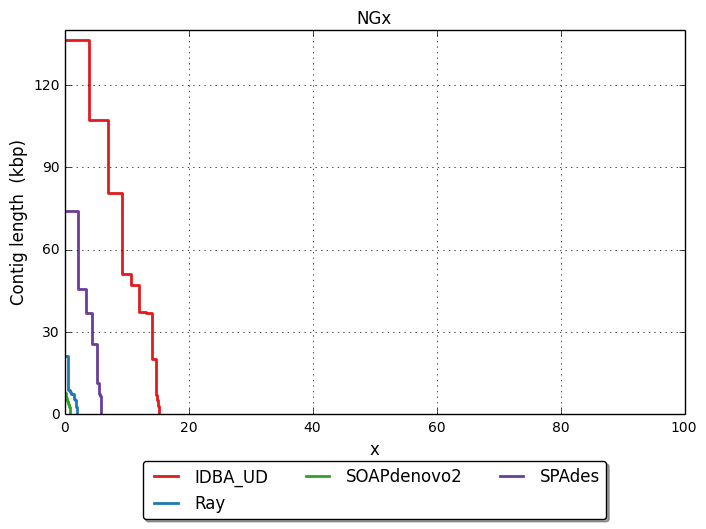 NGx
Contig length (kbp)
120
90
60
30
0
0 20 40 60 80 100
x
IDBA_UD SOAPdenovo2 SPAdes
Ray